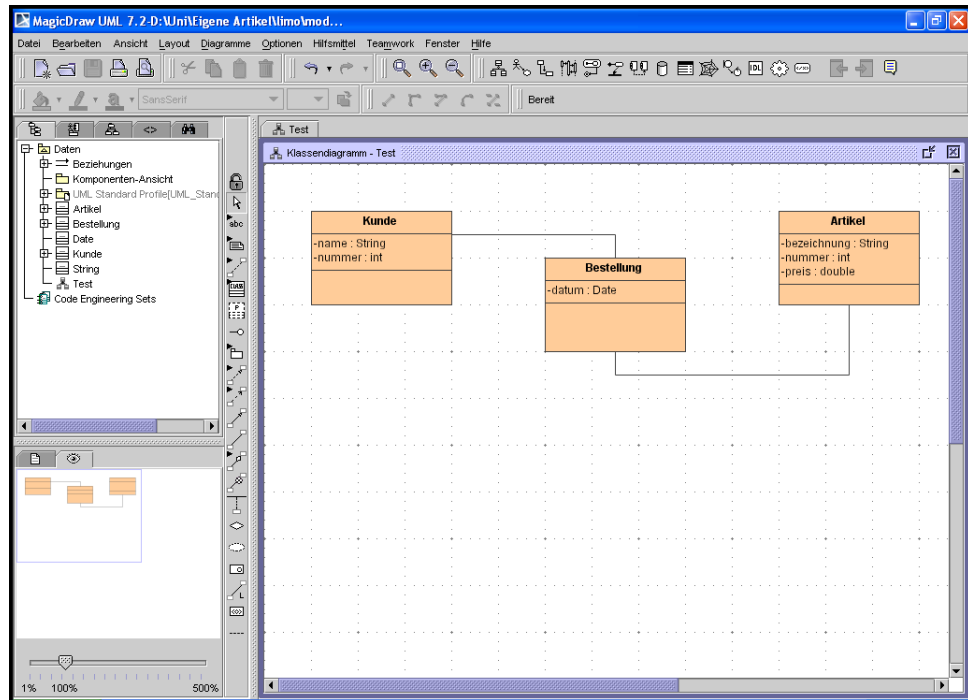 MagicDraw UML 7.2-D:\Uni\Eigene Artikel\limo\mod...
Datei Bearbeiten Ansicht Layout Diagramme Optionen Hilfsmittel Teamwork Fenster Hilfe
SansSerif
Bereit
Test
Klassendiagramm - Test
Daten
Beziehungen
Komponenten-Ansicht
UML Standard Profile[UML_Stan
Artikel
Bestellung
Date
Kunde
String
Test
Code Engineering Sets
abc
IDL
Kunde
-name : String
-nummer : int
Bestellung
-datum : Date
Artikel
-bezeichnung : String
-nummer : int
-preis : double
1% 100% 500%